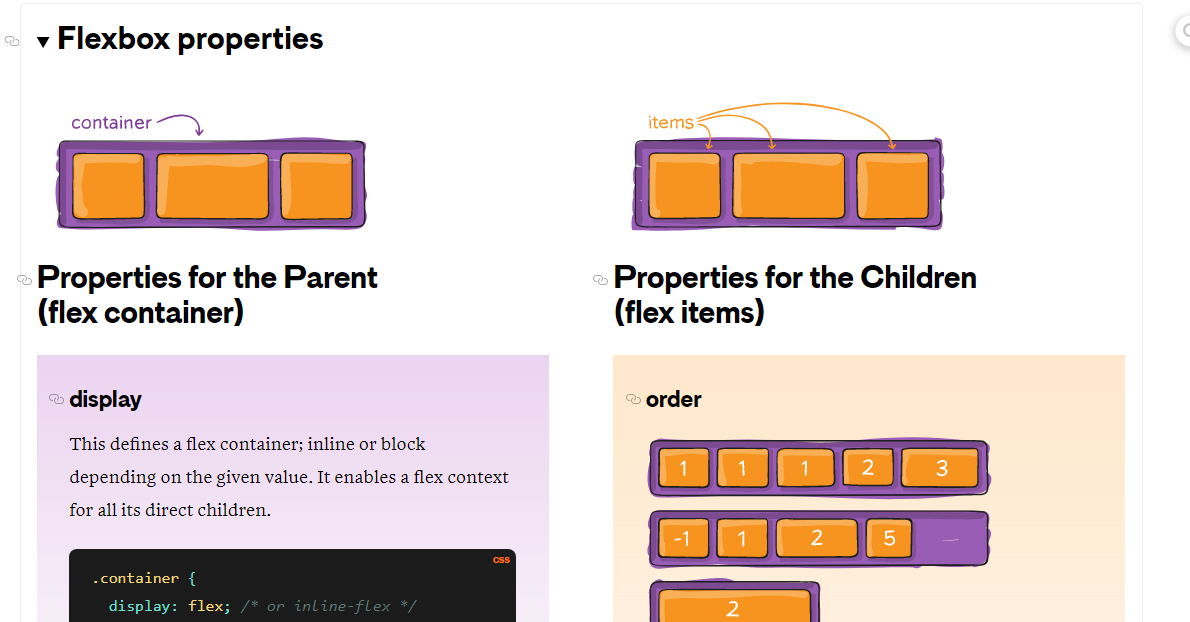 ▼ Flexbox properties
container
items
Properties for the Parent
(flex container)
display
This defines a flex container; inline or block
depending on the given value. It enables a flex context
for all its direct children.
css
.container {
display: flex; /* or inline-flex */
Properties for the Children
(flex items)
order
1 1 1 2 3
-1 1 2 5
2